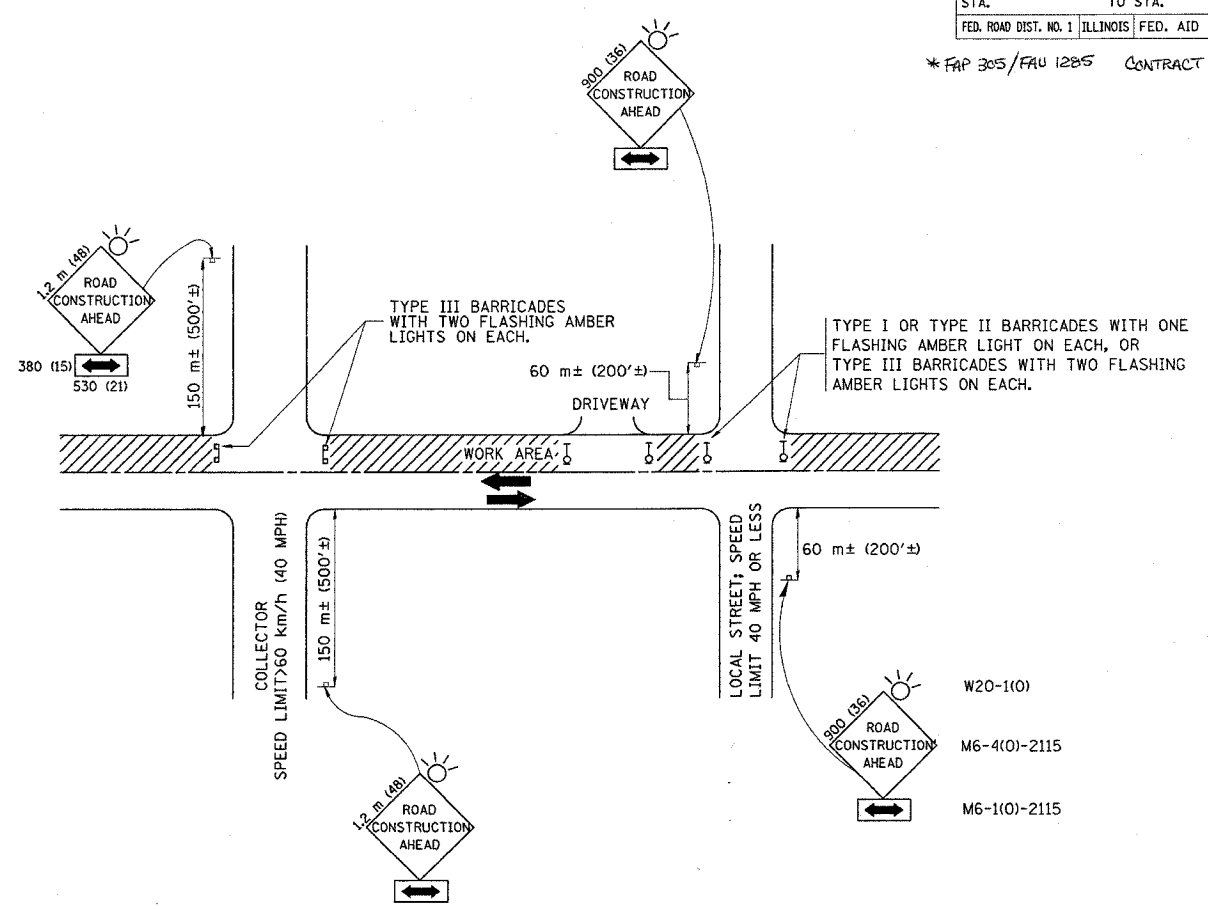 STA. TO STA.
FED. ROAD DIST. NO. 1 ILLINOIS FED. AID
* FAP 305/FAU 1285 CONTRACT
900 (36)
ROAD
CONSTRUCTION
AHEAD
1.2 m (48)
ROAD
CONSTRUCTION
AHEAD
380 (15)
530 (21)
150 m± (500'±)
TYPE III BARRICADES
WITH TWO FLASHING AMBER
LIGHTS ON EACH.
60 m± (200'±)
DRIVEWAY
TYPE I OR TYPE II BARRICADES WITH ONE
FLASHING AMBER LIGHT ON EACH, OR
TYPE III BARRICADES WITH TWO FLASHING
AMBER LIGHTS ON EACH.
WORK AREA
COLLECTOR
SPEED LIMIT>60 km/h (40 MPH)
150 m± (500'±)
LOCAL STREET; SPEED
LIMIT 40 MPH OR LESS
60 m± (200'±)
900 (36)
ROAD
CONSTRUCTION
AHEAD
W20-1(O)
M6-4(O)-2115
M6-1(O)-2115
1.2 m (48)
ROAD
CONSTRUCTION
AHEAD